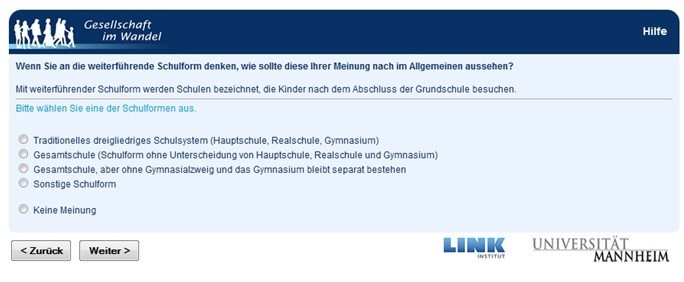 Gesellschaft
im Wandel
Hilfe
Wenn Sie an die weiterführende Schulform denken, wie sollte diese Ihrer Meinung nach im Allgemeinen aussehen?
Mit weiterführender Schulform werden Schulen bezeichnet, die Kinder nach dem Abschluss der Grundschule besuchen.
Bitte wählen Sie eine der Schulformen aus.
Traditionelles dreigliedriges Schulsystem (Hauptschule, Realschule, Gymnasium)
Gesamtschule (Schulform ohne Unterscheidung von Hauptschule, Realschule und Gymnasium)
Gesamtschule, aber ohne Gymnasialzweig und das Gymnasium bleibt separat bestehen
Sonstige Schulform
Keine Meinung
< Zurück Weiter >
LINK
INSTITUT
UNIVERSITÄT
MANNHEIM